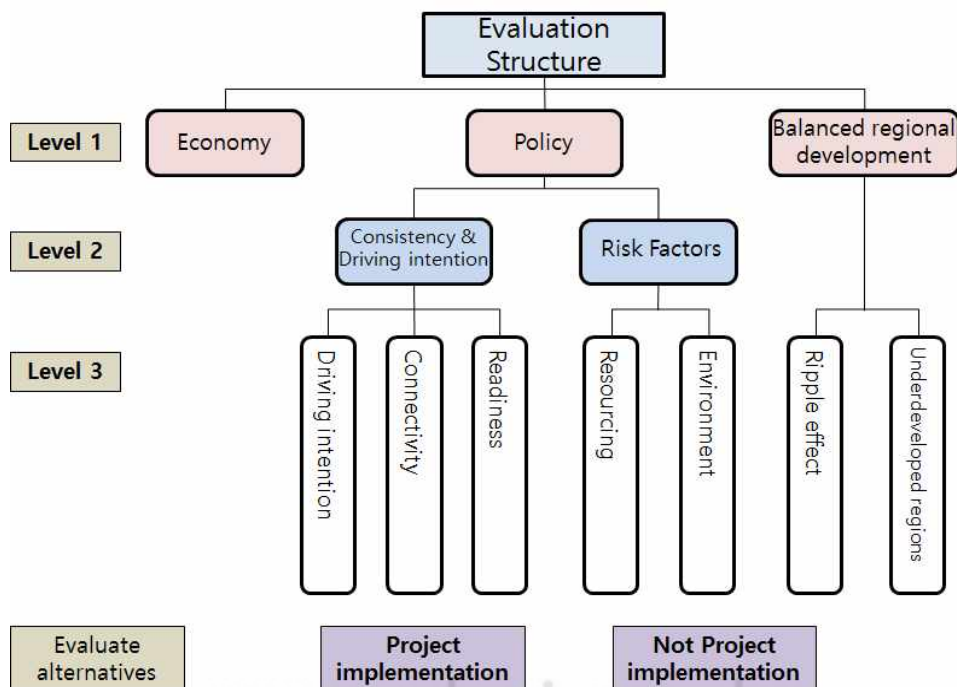 Evaluation
Structure
Level 1
Economy
Policy
Balanced regional
development
Level 2
Consistency &
Driving intention
Risk Factors
Level 3
Driving intention
Connectivity
Readiness
Resourcing
Environment
Ripple effect
Underdeveloped regions
Evaluate
alternatives
Project
implementation
Not Project
implementation